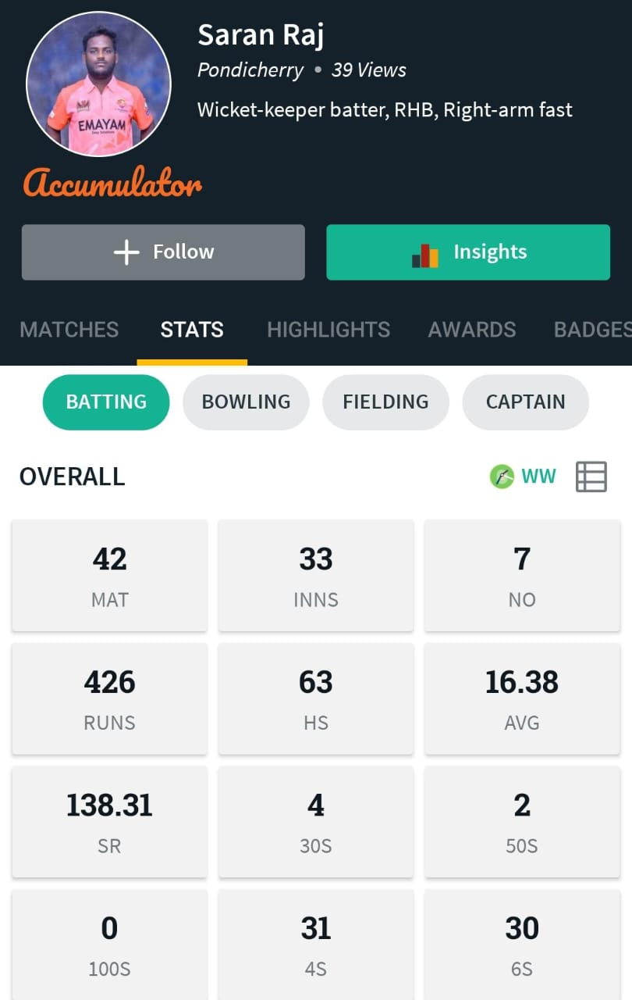 Saran Raj
Pondicherry • 39 Views
Wicket-keeper batter, RHB, Right-arm fast
EMAYAM
Accumulator
Follow
Insights
MATCHES STATS HIGHLIGHTS AWARDS BADGES
BATTING BOWLING FIELDING CAPTAIN
OVERALL WW
42 33 7
MAT INNS NO
426 63 16.38
RUNS HS AVG
138.31 4 2
SR 30S 50S
0 31 30
100S 4S 6S